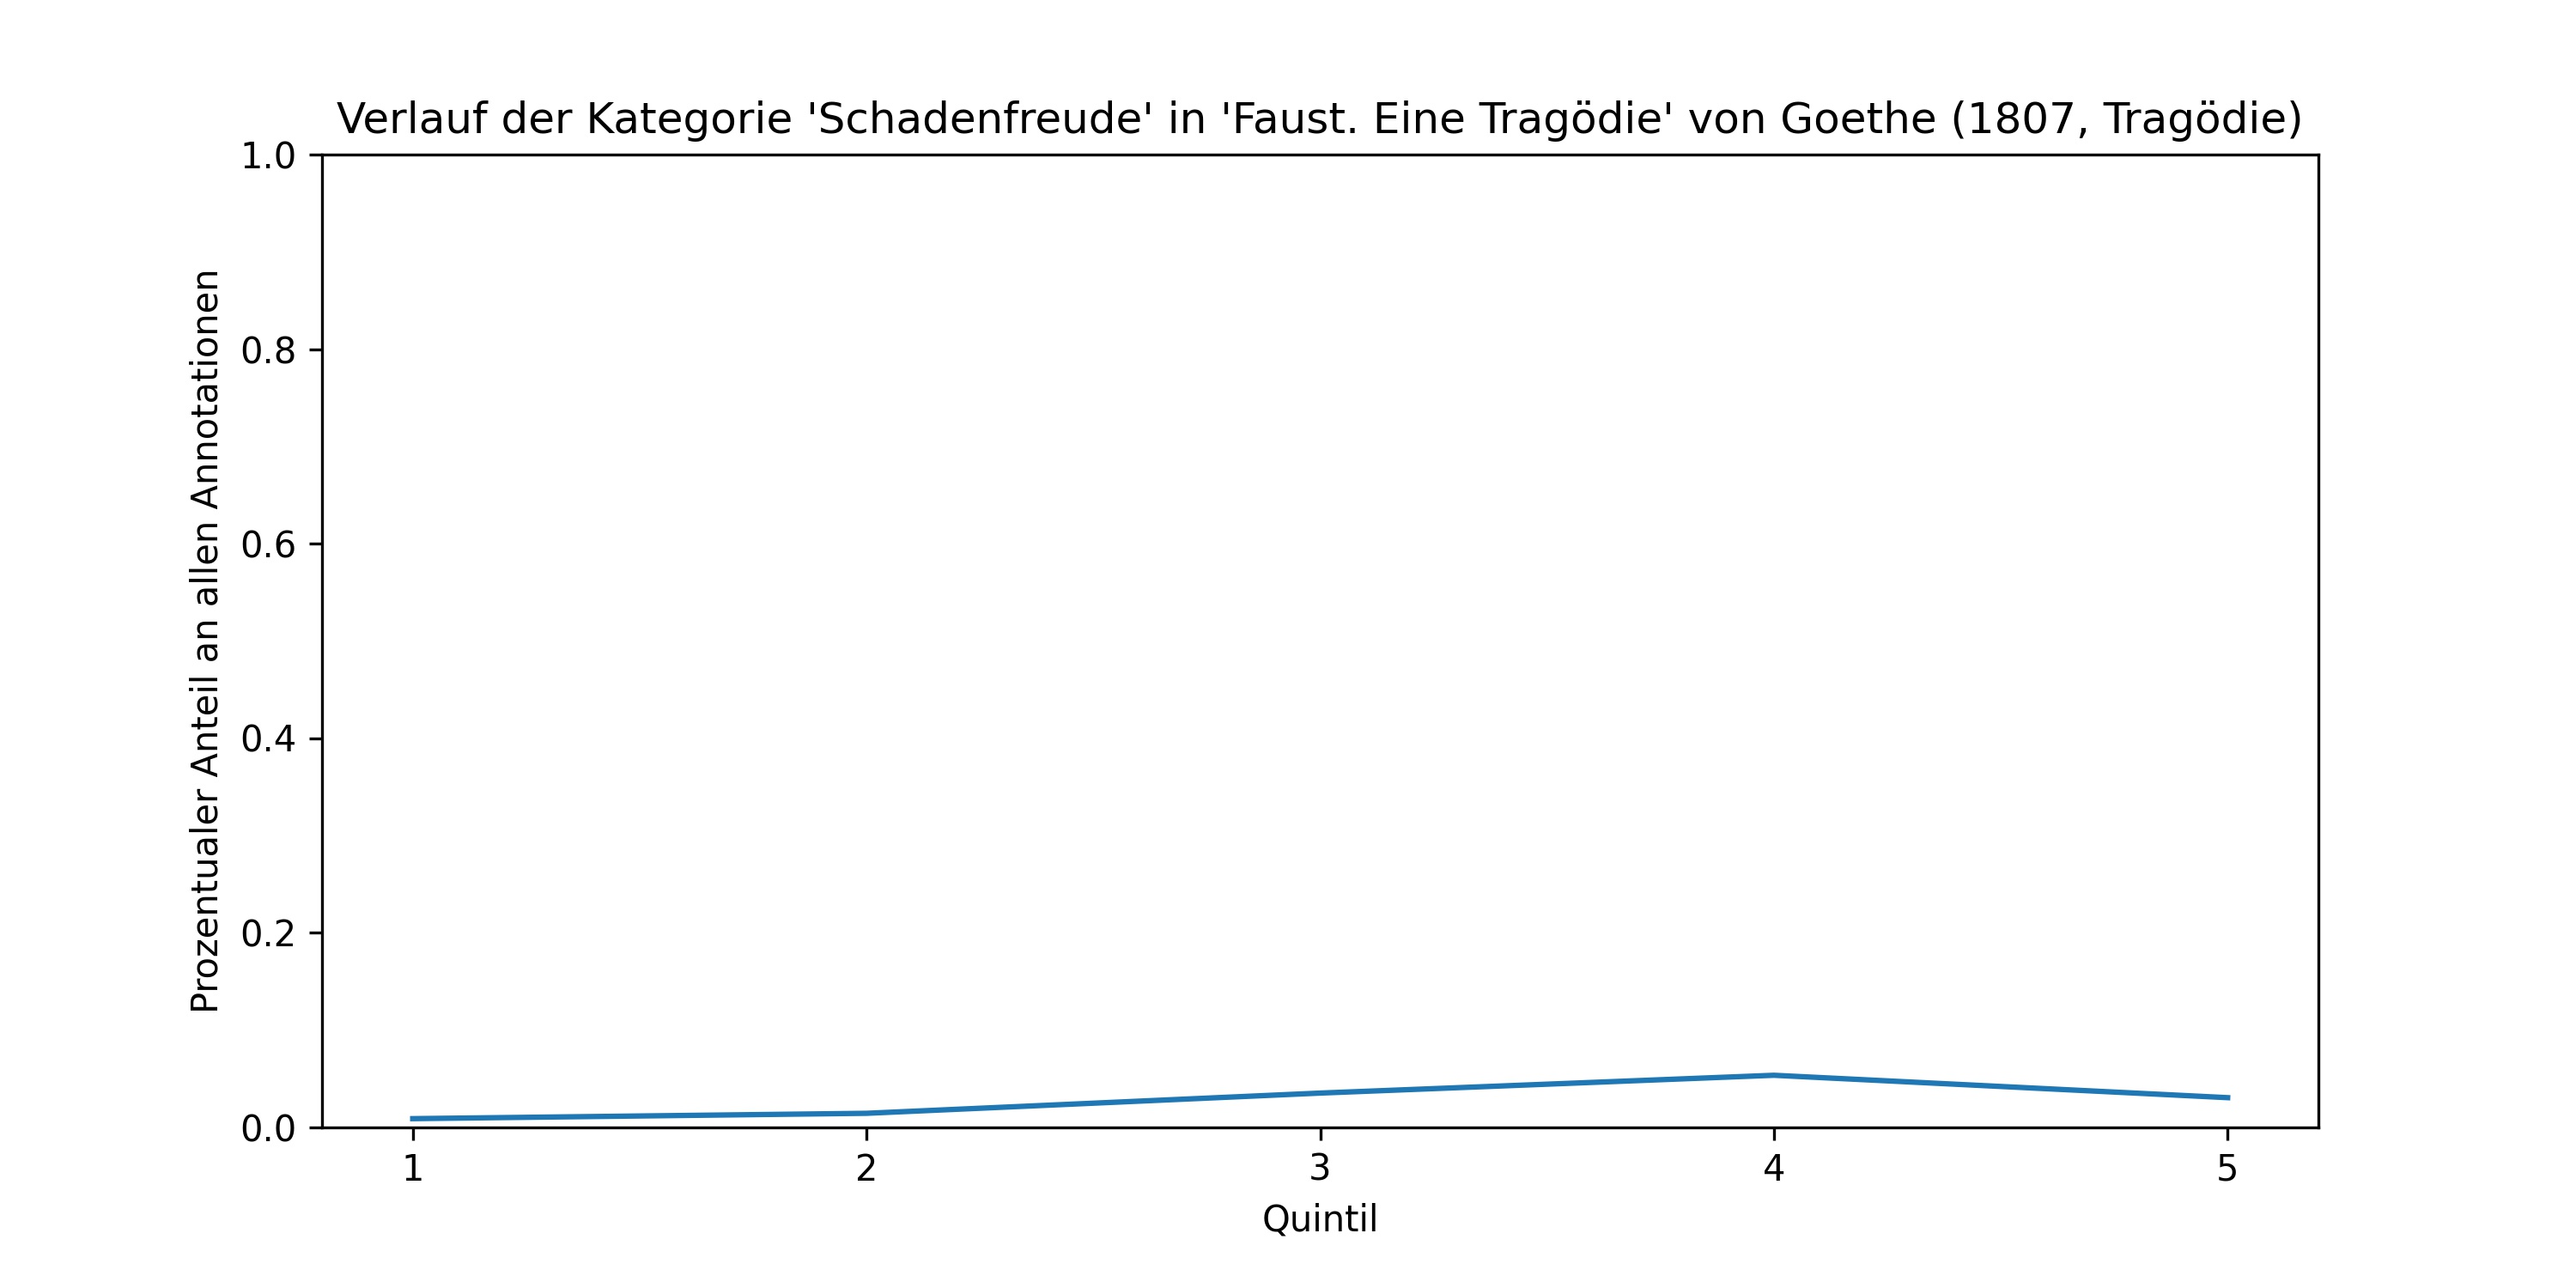 Verlauf der Kategorie 'Schadenfreude' in 'Faust. Eine Tragödie' von Goethe (1807, Tragödie)
Prozentualer Anteil an allen Annotationen
1.0
0.8
0.6
0.4
0.2
0.0
1 2 3 4 5
Quintil